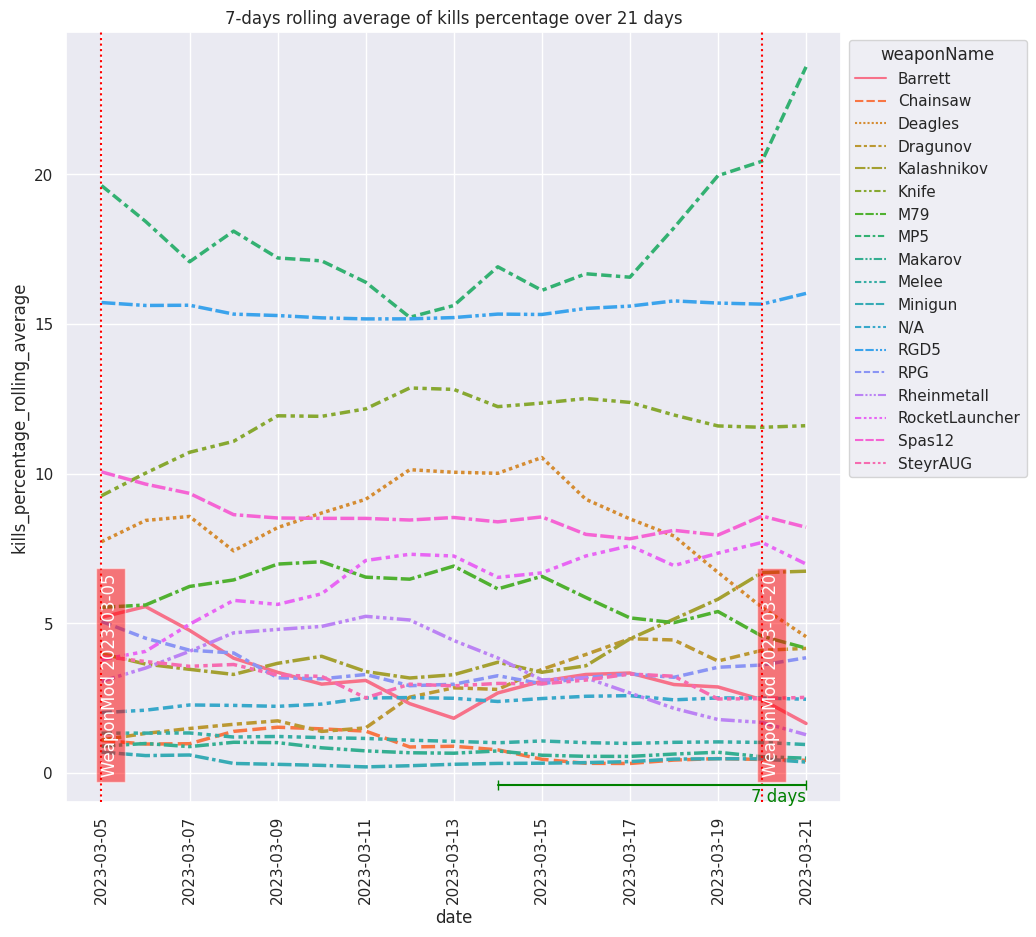 7-days rolling average of kills percentage over 21 days
kills_percentage_rolling_average
20
15
10
5
0
WeaponMod 2023-03-05
WeaponMod 2023-03-20
7 days
2023-03-05
2023-03-07
2023-03-09
2023-03-11
2023-03-13
2023-03-15
2023-03-17
2023-03-19
2023-03-21
date
weaponName
Barrett
Chainsaw
Deagles
Dragunov
Kalashnikov
Knife
M79
MP5
Makarov
Melee
Minigun
N/A
RGD5
RPG
Rheinmetall
RocketLauncher
Spas12
SteyrAUG